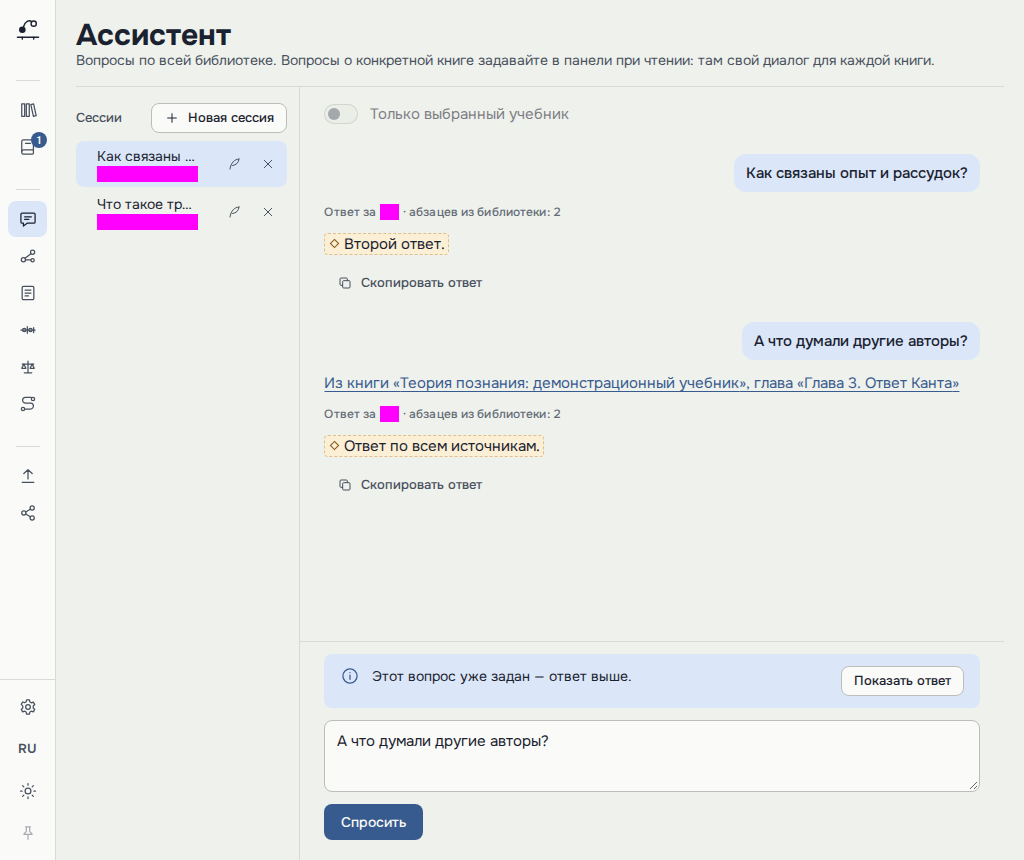 Ассистент
Вопросы по всей библиотеке. Вопросы о конкретной книге задавайте в панели при чтении: там свой диалог для каждой книги.
1
Сессии
Новая сессия
Как связаны ...
Что такое тр...
Только выбранный учебник
Как связаны опыт и рассудок?
Ответ за · абзацев из библиотеки: 2
Второй ответ.
Скопировать ответ
А что думали другие авторы?
Из книги «Теория познания: демонстрационный учебник», глава «Глава 3. Ответ Канта»
Ответ за · абзацев из библиотеки: 2
Ответ по всем источникам.
Скопировать ответ
Этот вопрос уже задан — ответ выше.
Показать ответ
А что думали другие авторы?
Спросить
RU